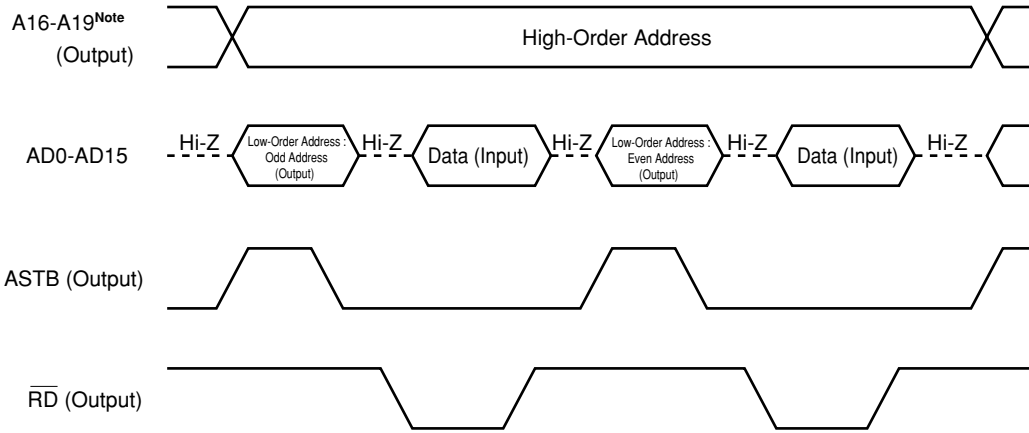 A16-A19Note
(Output)
High-Order Address
AD0-AD15
Hi-Z
Low-Order Address :
Odd Address
(Output)
Hi-Z
Data (Input)
Hi-Z
Low-Order Address :
Even Address
(Output)
Hi-Z
Data (Input)
Hi-Z
ASTB (Output)
RD (Output)